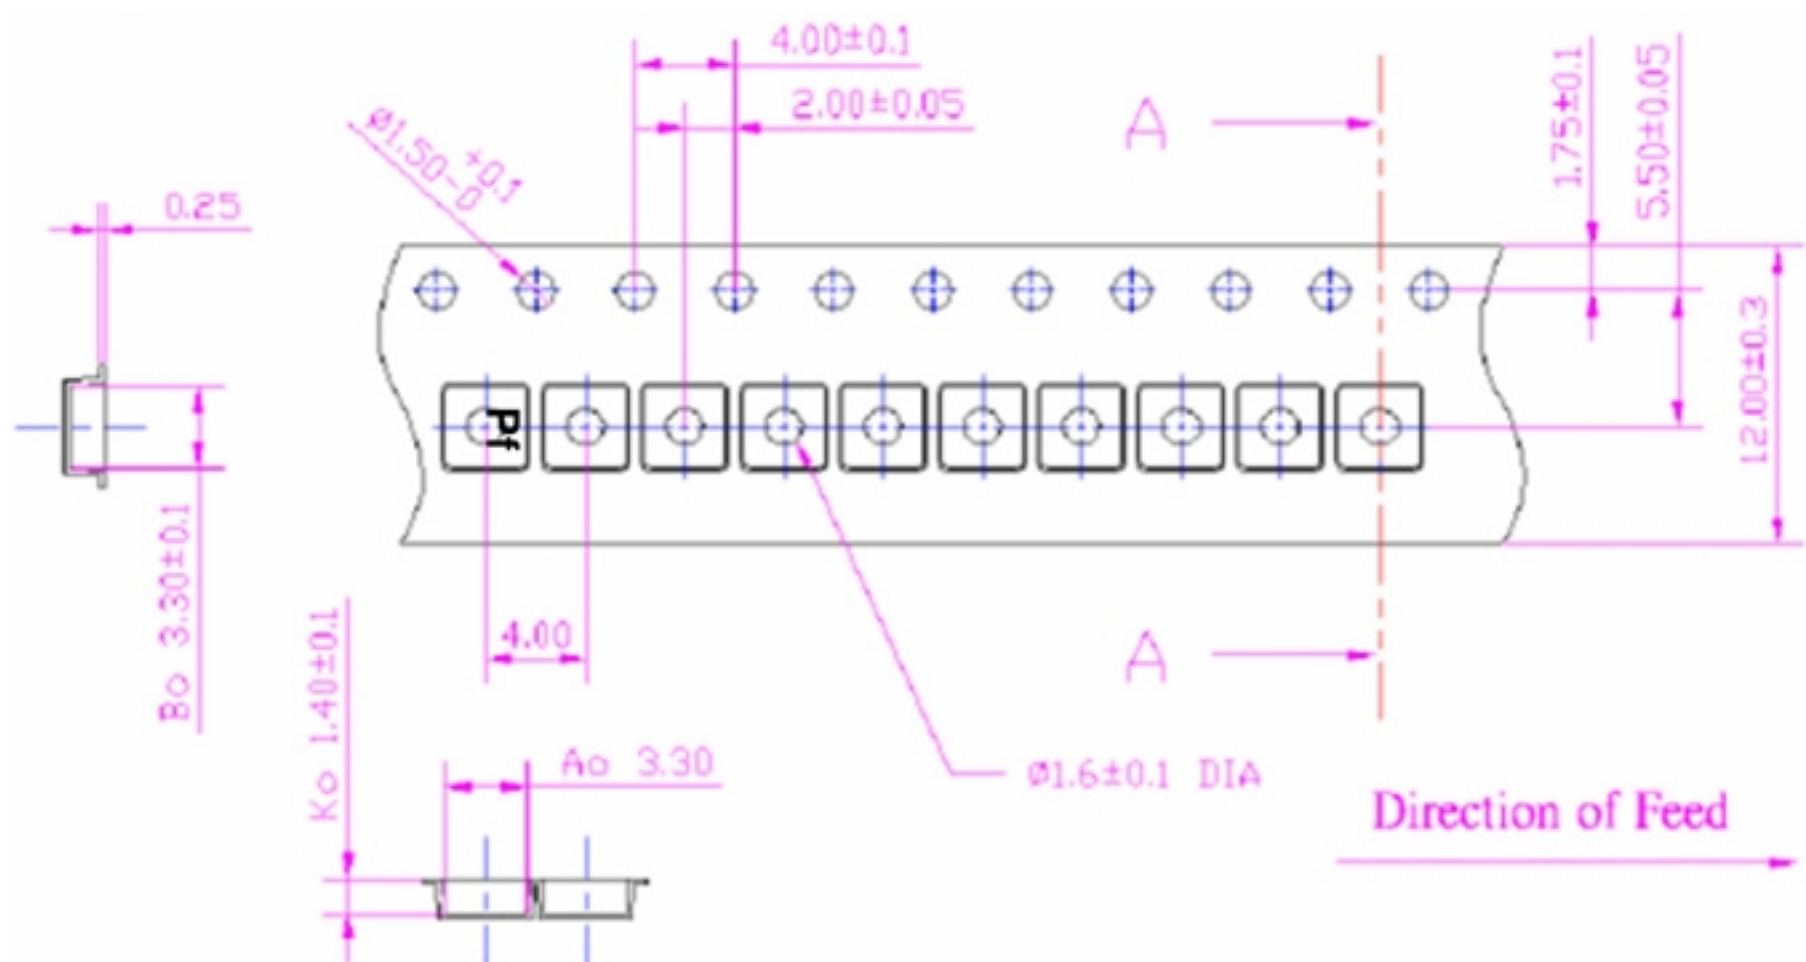 4.00±0.1
2.00±0.05
Ø1.50 +0.1 -0
0.25
A
1.75±0.1
5.50±0.05
12.00±0.3
Pf
Bo 3.30±0.1
4.00
A
Ko 1.40±0.1
Ao 3.30
Ø1.6±0.1 DIA
Direction of Feed